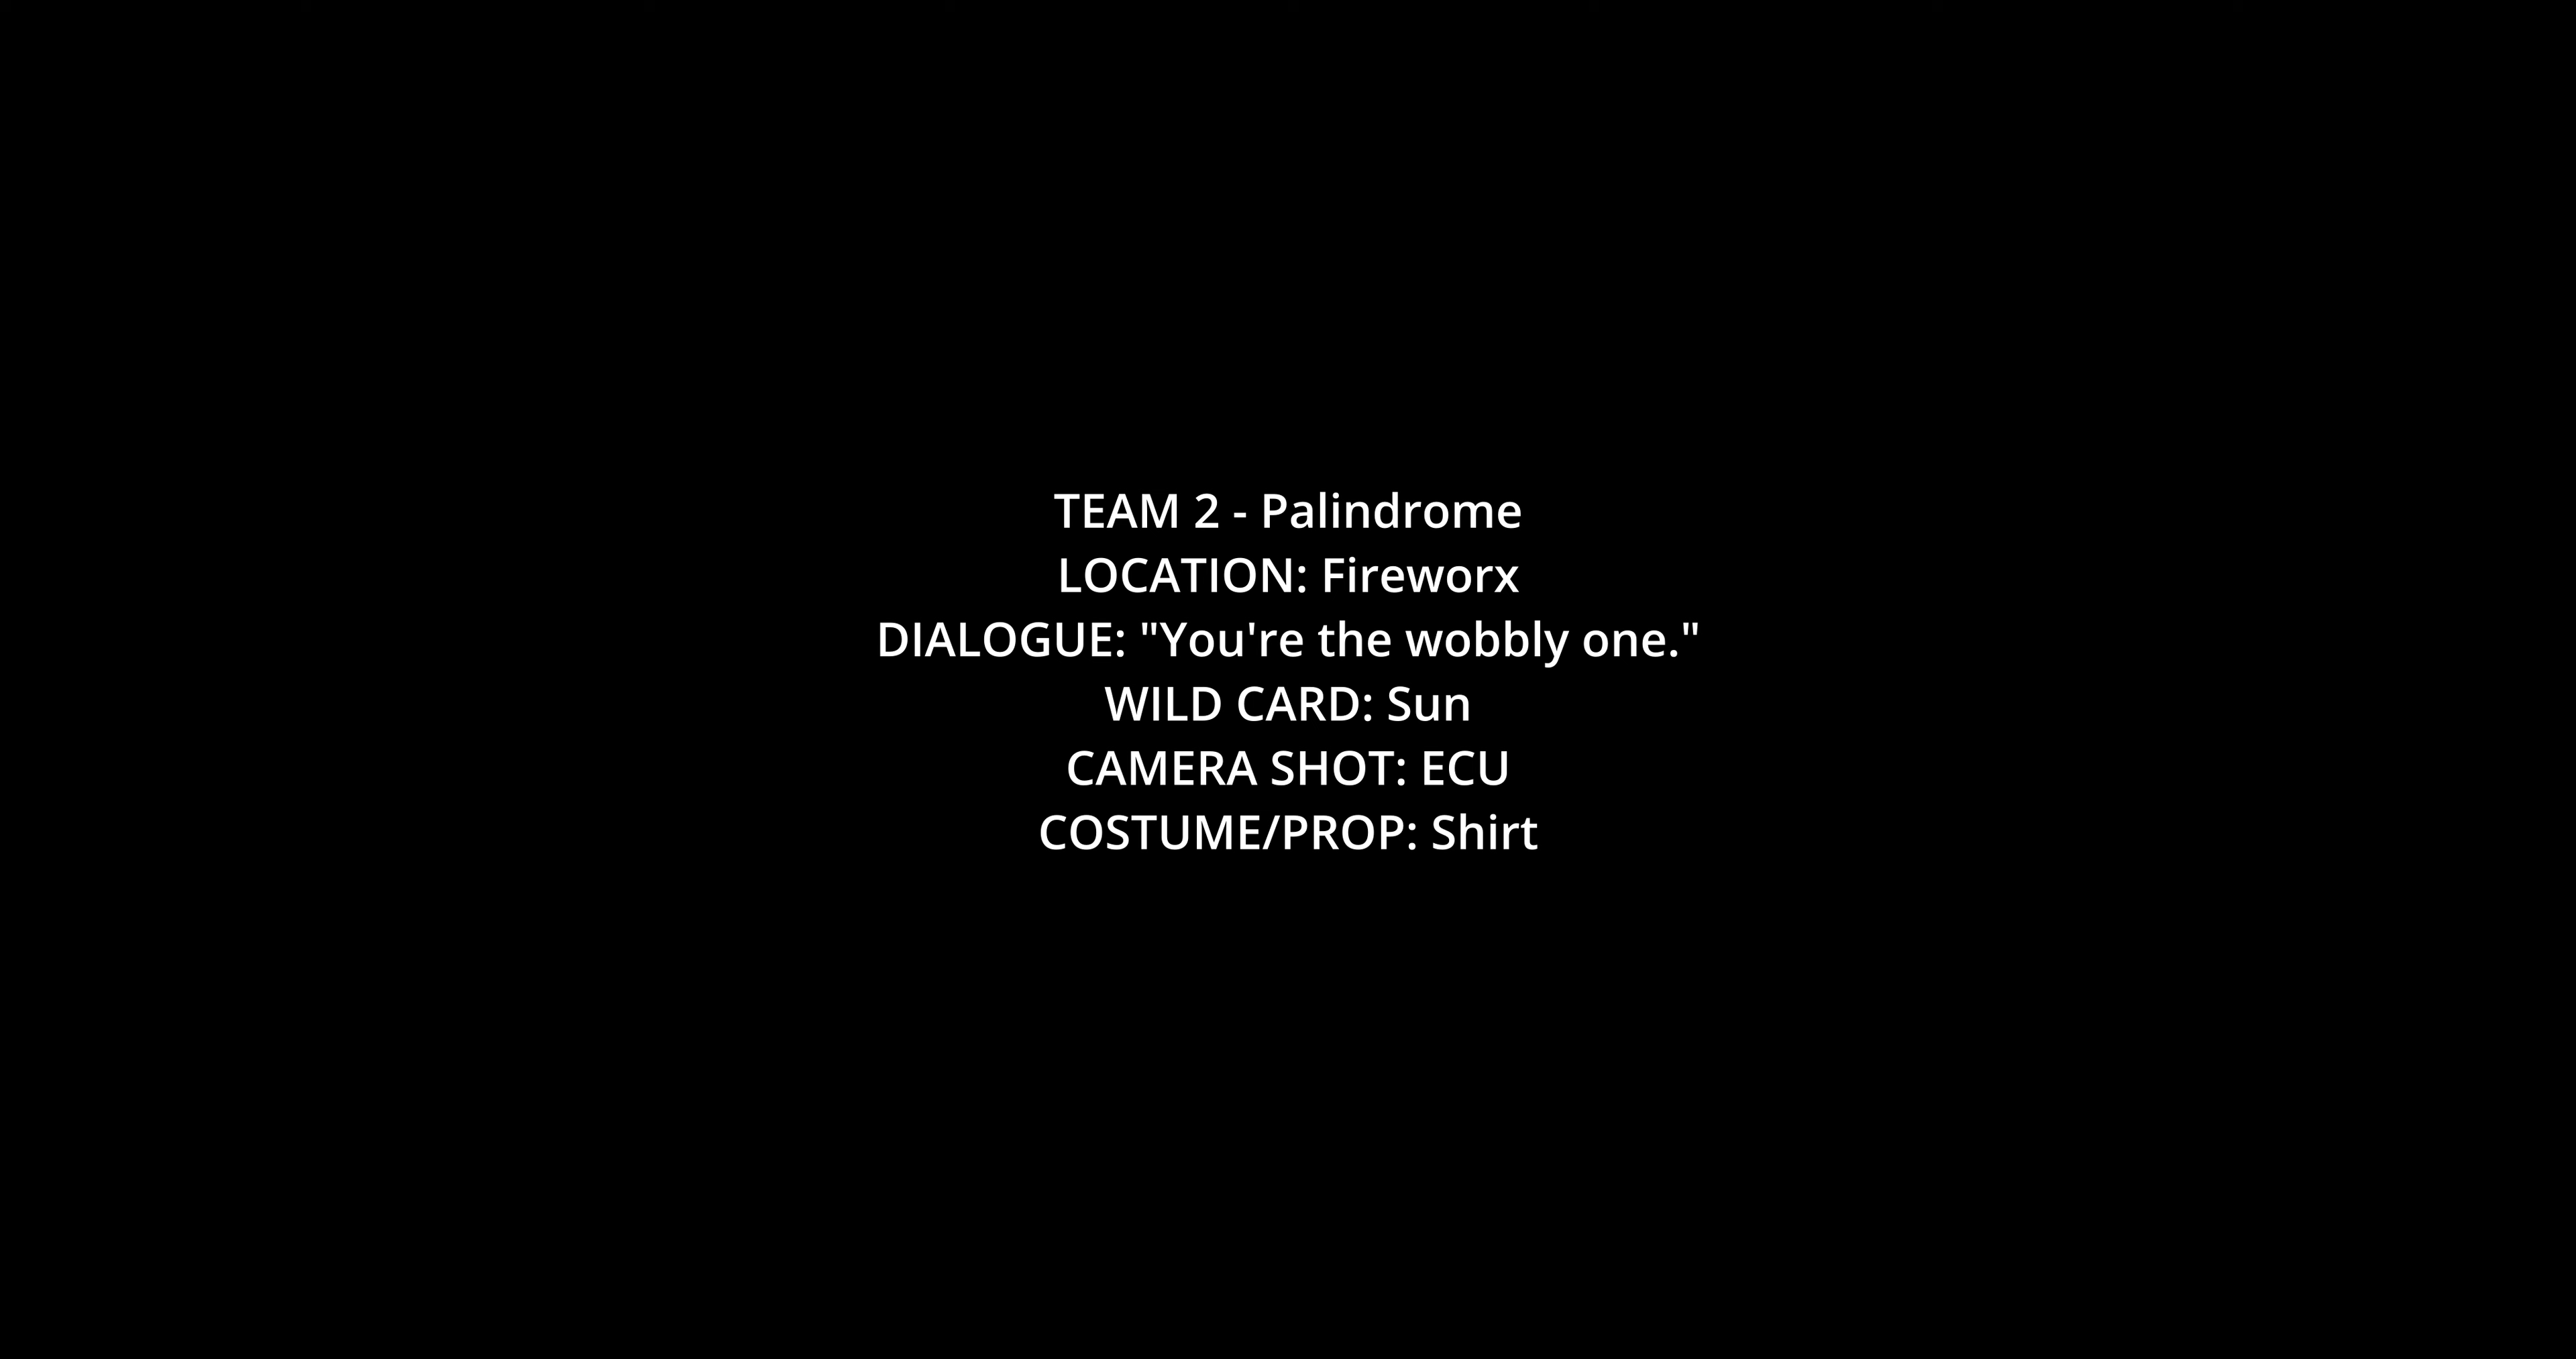 TEAM 2 - Palindrome
LOCATION: Fireworx
DIALOGUE: "You're the wobbly one."
WILD CARD: Sun
CAMERA SHOT: ECU
COSTUME/PROP: Shirt